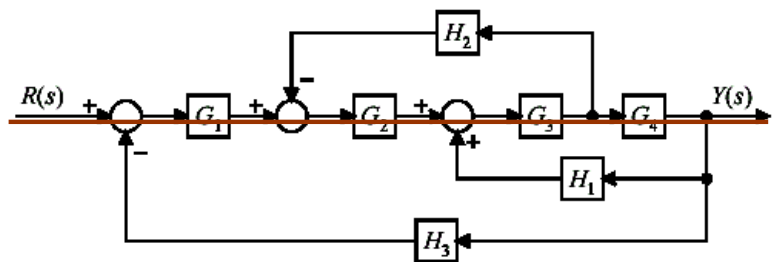 H₂
−
R(s) + G₁ + G₂ + G₃ G₄ Y(s)
− +
H₁
H₃